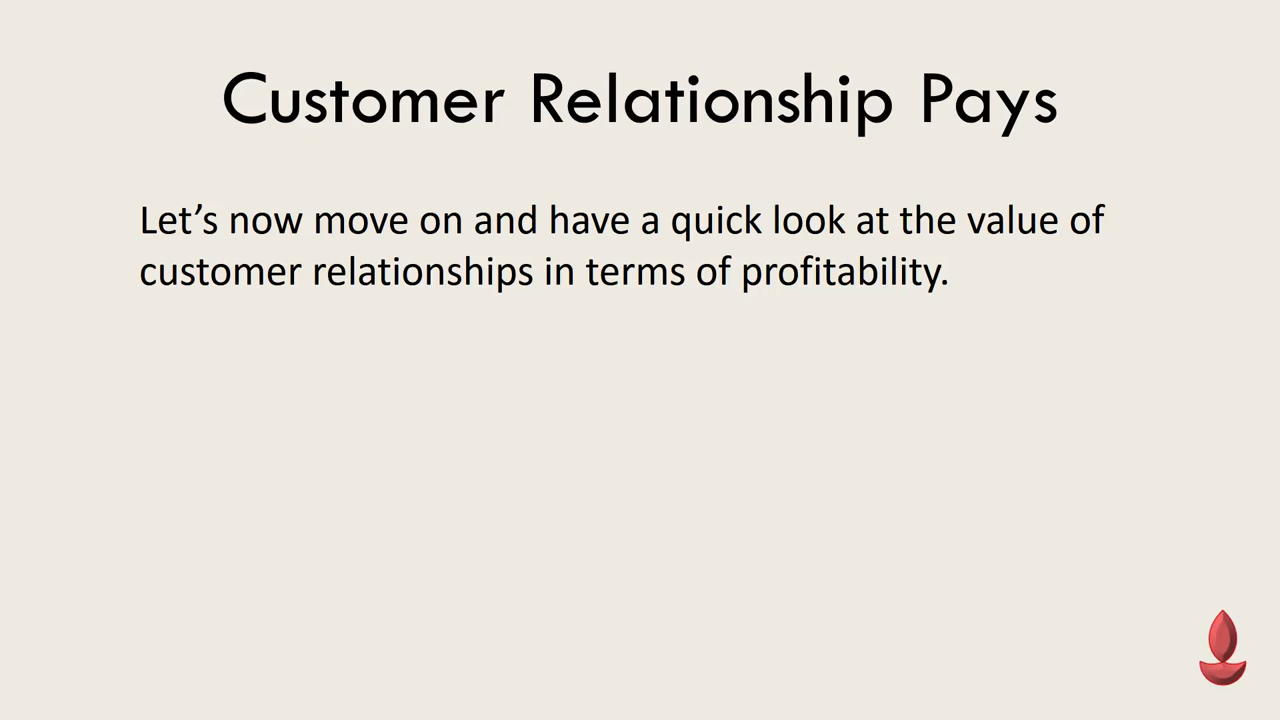 Customer Relationship Pays
Let’s now move on and have a quick look at the value of
customer relationships in terms of profitability.